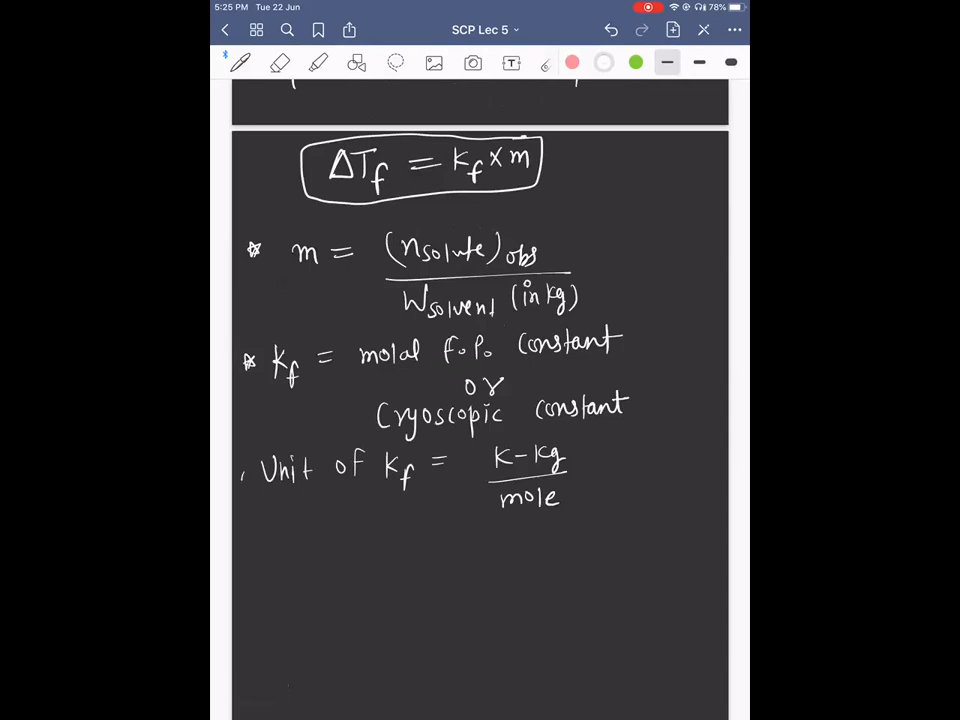 5:25 PM Tue 22 Jun 78%
SCP Lec 5
T
ΔTf = kf × m
* m = (nsolute)obs
Wsolvent (in kg)
* kf = molal f.p. constant
or
Cryoscopic constant
Unit of kf = K-kg
mole